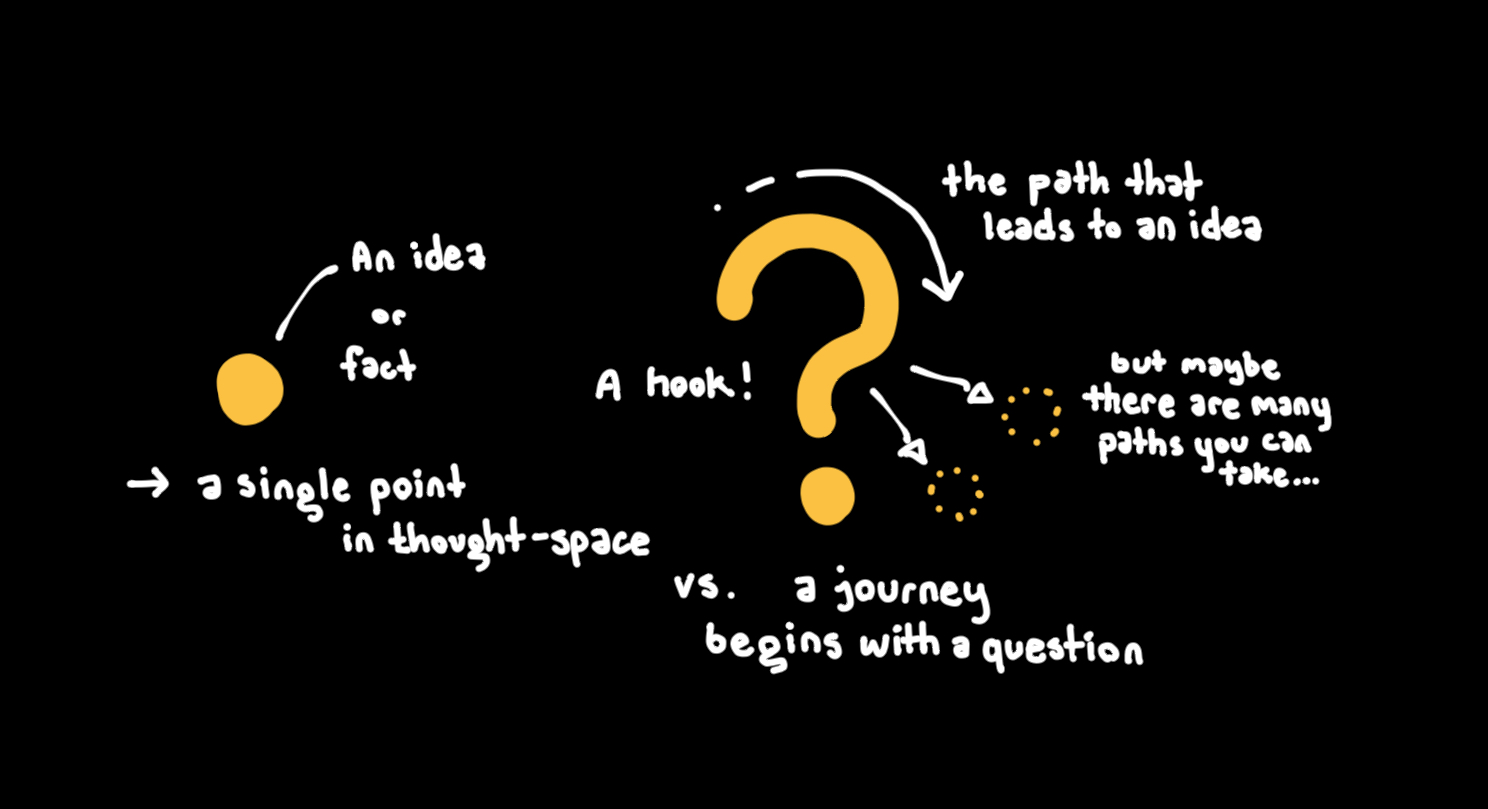 An idea
or
fact
→ a single point
in thought-space
the path that
leads to an idea
A hook!
?
but maybe
there are many
paths you can
take...
vs. a journey
begins with a question